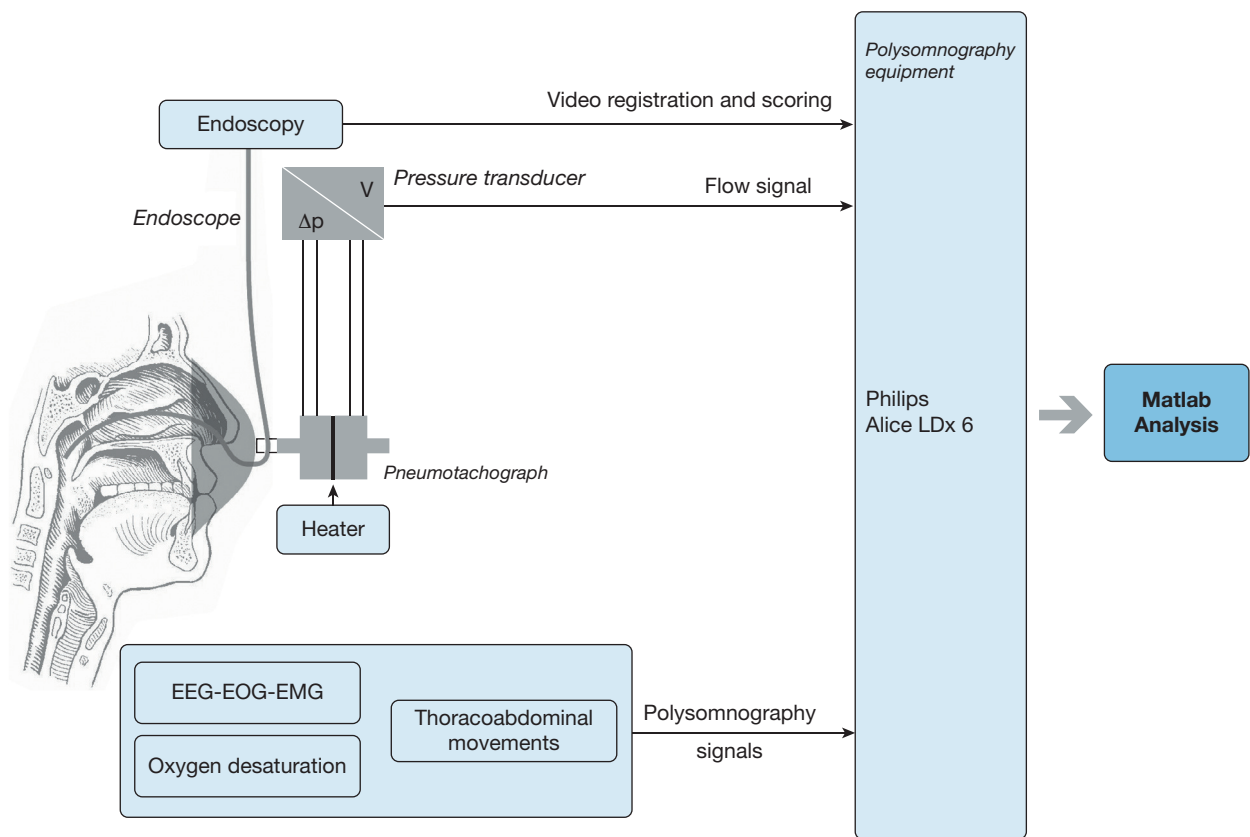 Polysomnography
equipment
Video registration and scoring
Endoscopy
Pressure transducer
V
Flow signal
Endoscope
Δp
Philips
Alice LDx 6
Matlab
Analysis
Pneumotachograph
Heater
EEG-EOG-EMG
Thoracoabdominal
movements
Polysomnography
signals
Oxygen desaturation